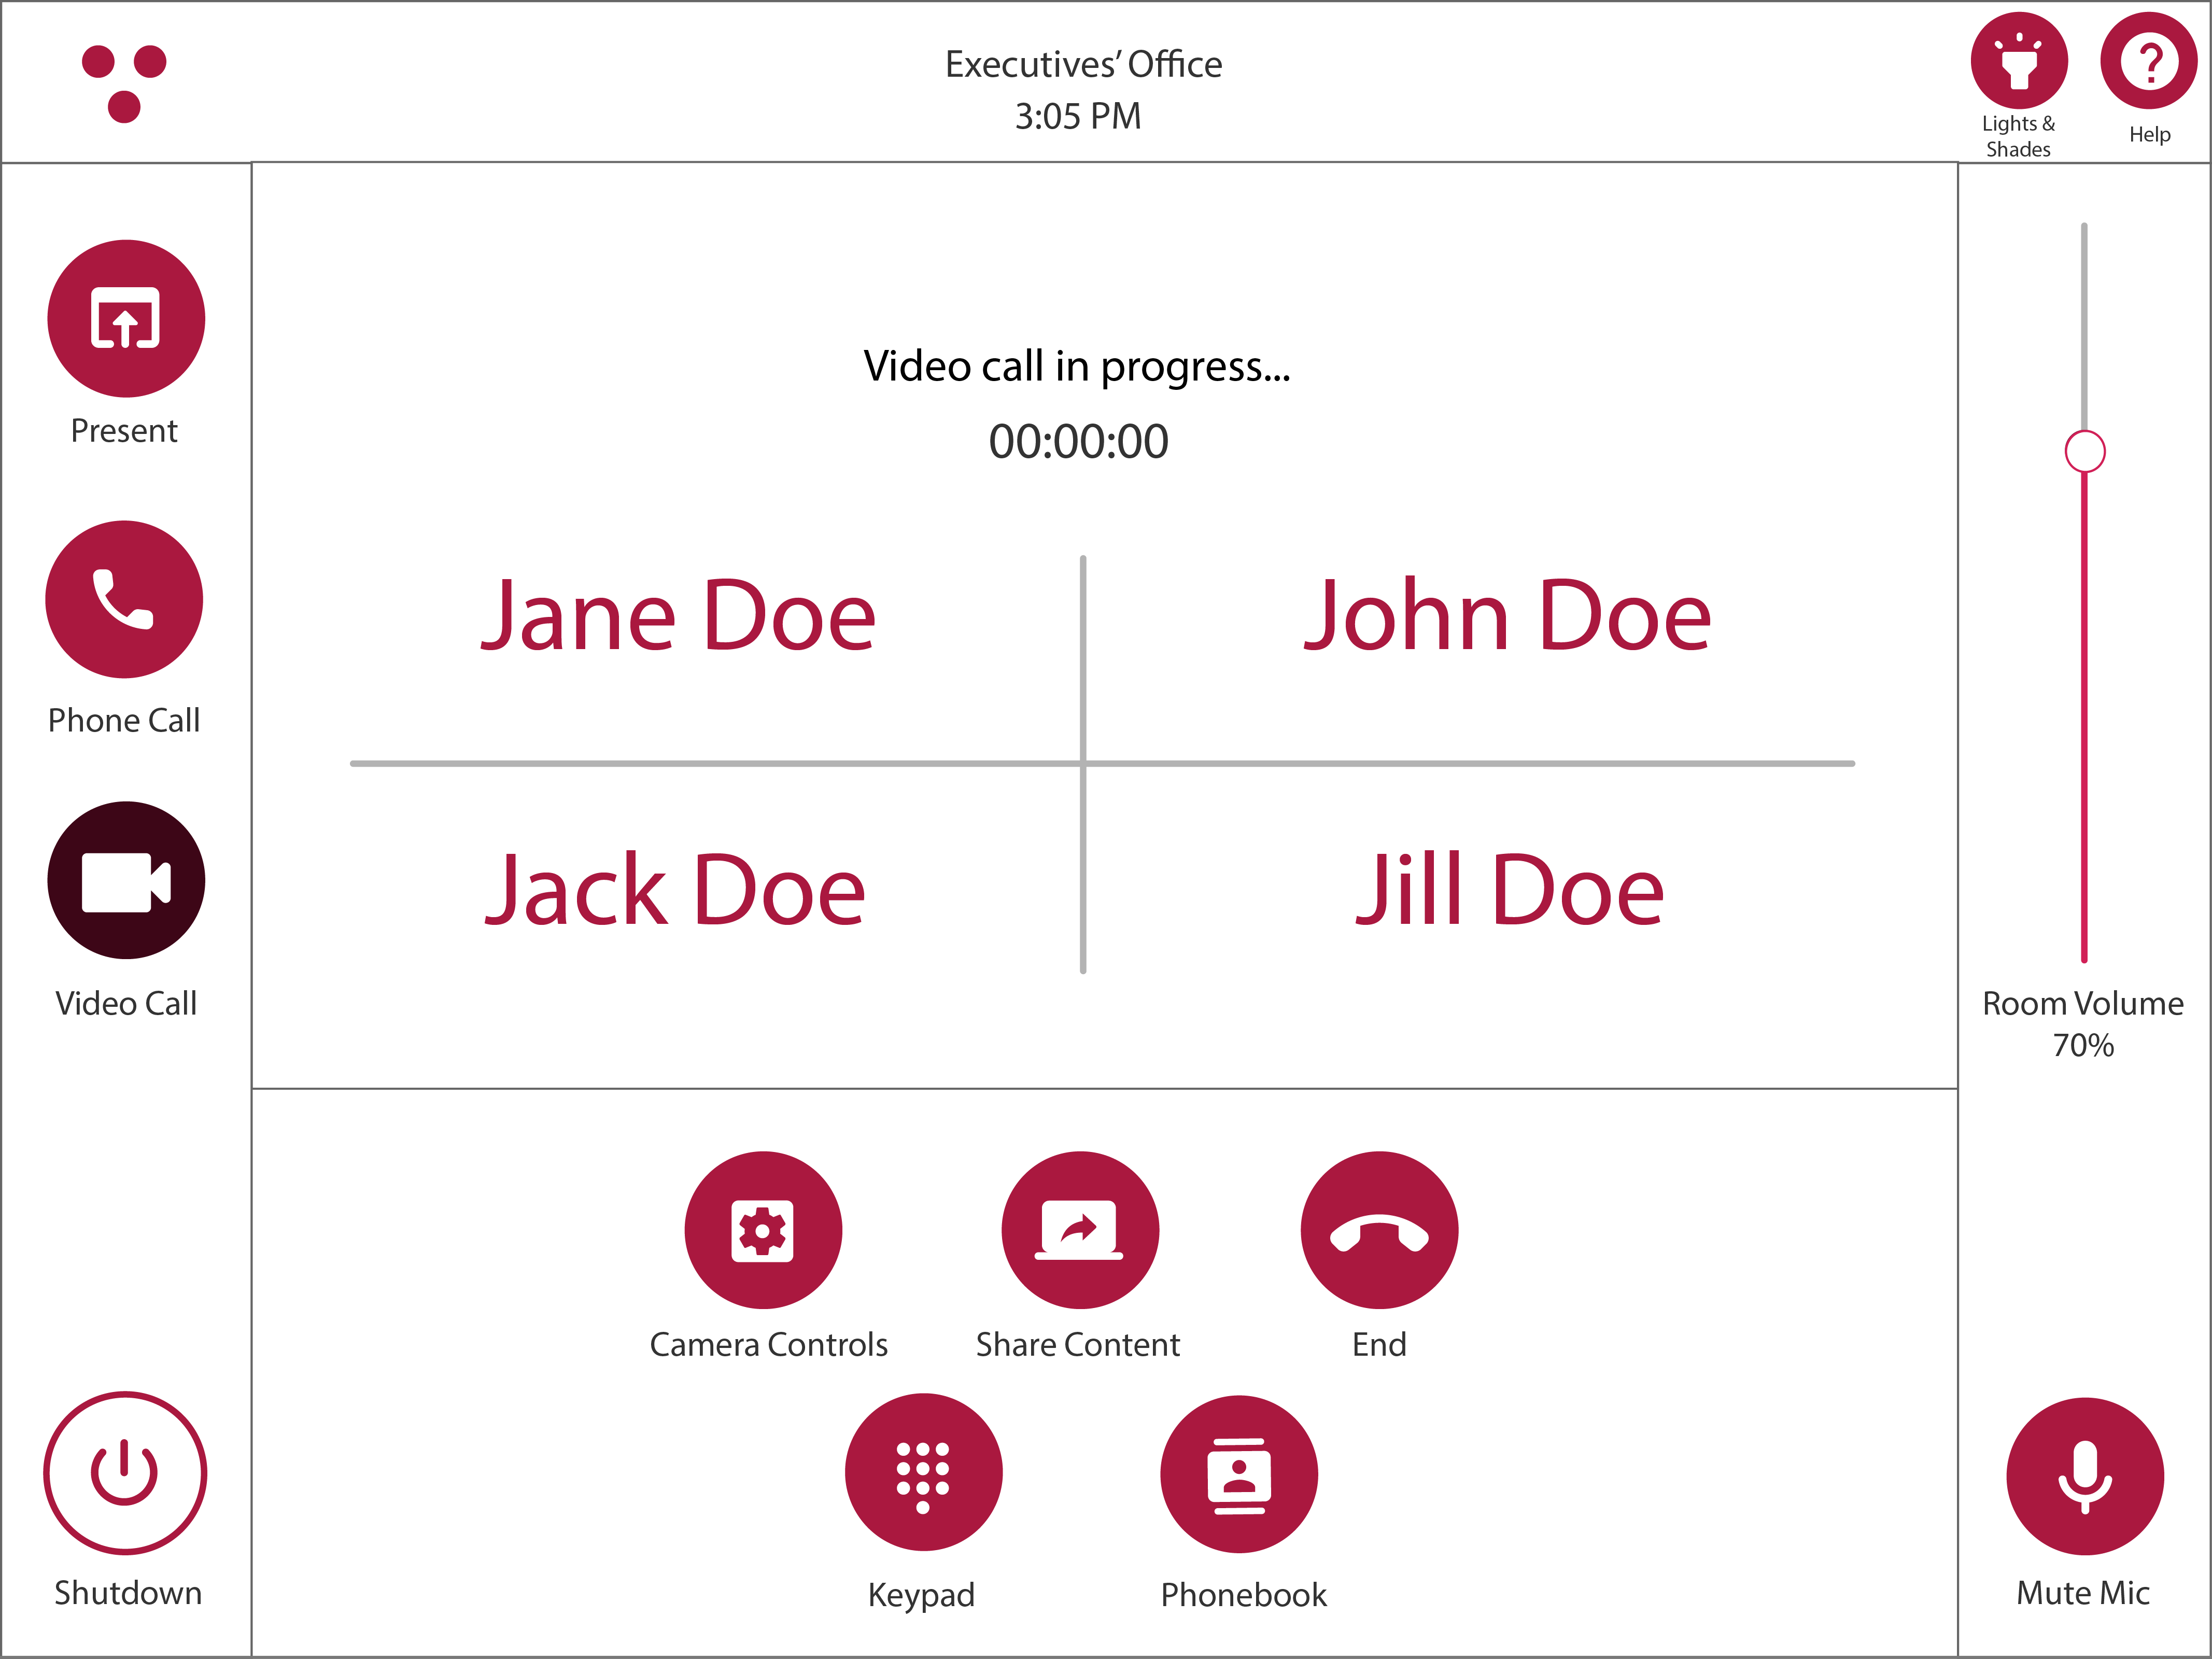 Executives’ Office
3:05 PM
Lights &
Shades
Help
Present
Phone Call
Video Call
Shutdown
Video call in progress...
00:00:00
Jane Doe
John Doe
Jack Doe
Jill Doe
Camera Controls
Share Content
End
Keypad
Phonebook
Room Volume
70%
Mute Mic